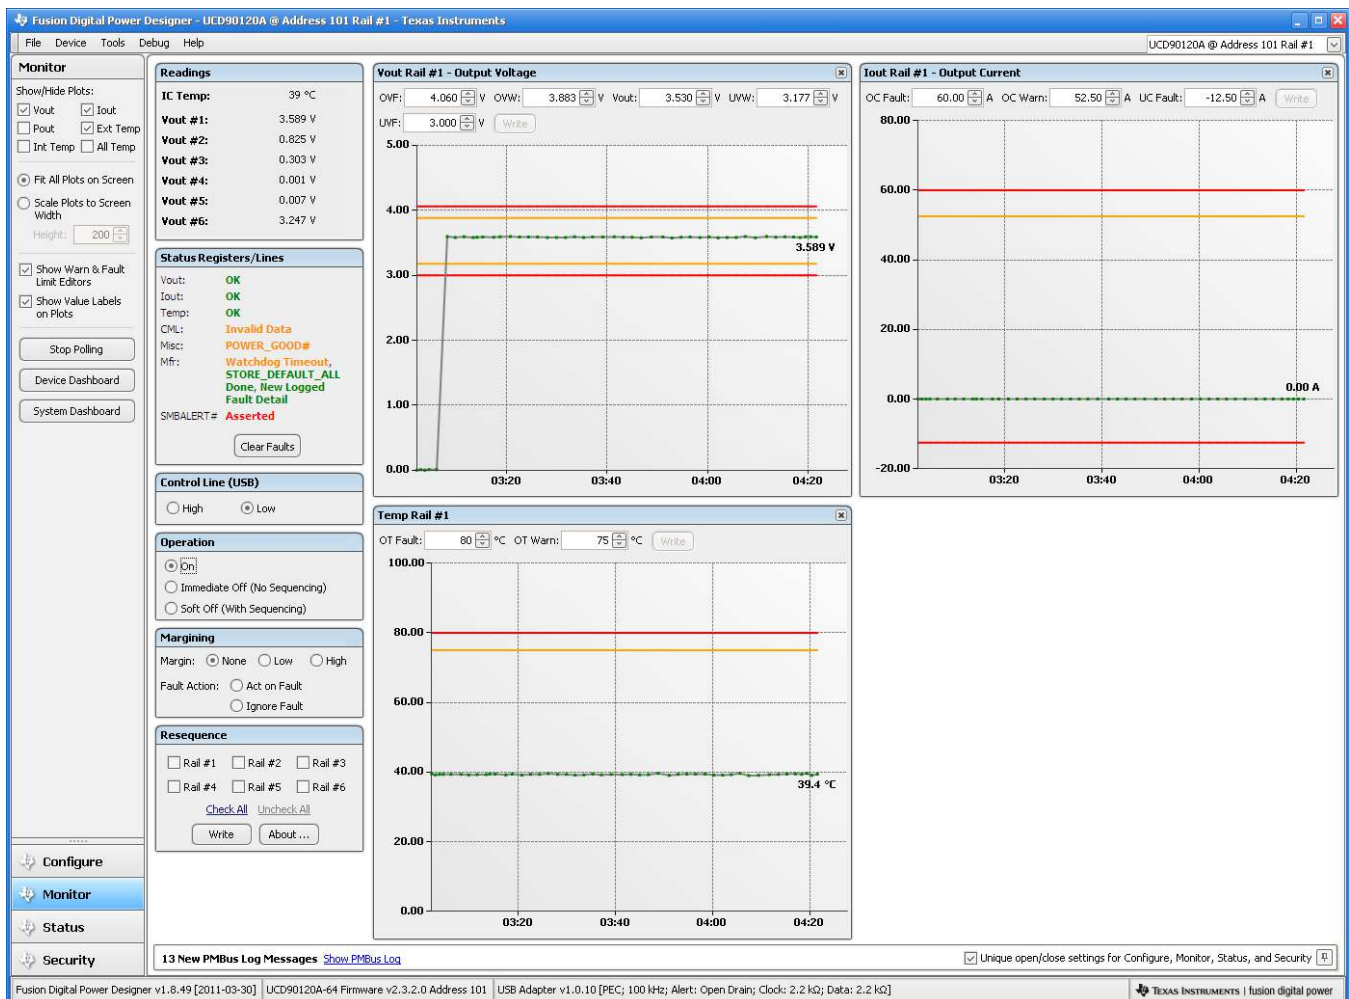 Fusion Digital Power Designer - UCD90120A @ Address 101 Rail #1 - Texas Instruments
File Device Tools Debug Help
UCD90120A @ Address 101 Rail #1
Monitor
Show/Hide Plots:
Vout Iout
Pout Ext Temp
Int Temp All Temp
Fit All Plots on Screen
Scale Plots to Screen
Width
Height: 200
Show Warn & Fault
Limit Editors
Show Value Labels
on Plots
Stop Polling
Device Dashboard
System Dashboard
Configure
Monitor
Status
Security
Readings
IC Temp: 39 °C
Vout #1: 3.589 V
Vout #2: 0.825 V
Vout #3: 0.303 V
Vout #4: 0.001 V
Vout #5: 0.007 V
Vout #6: 3.247 V
Status Registers/Lines
Vout: OK
Iout: OK
Temp: OK
CML: Invalid Data
Misc: POWER_GOOD#
Mfr: Watchdog Timeout,
STORE_DEFAULT_ALL
Done, New Logged
Fault Detail
SMBALERT# Asserted
Clear Faults
Control Line (USB)
High Low
Operation
On
Immediate Off (No Sequencing)
Soft Off (With Sequencing)
Margining
Margin: None Low High
Fault Action: Act on Fault
Ignore Fault
Resequence
Rail #1 Rail #2 Rail #3
Rail #4 Rail #5 Rail #6
Check All Uncheck All
Write About ...
Vout Rail #1 - Output Voltage
OVF: 4.060 V OVW: 3.883 V Vout: 3.530 V UVW: 3.177 V
UVF: 3.000 V Write
5.00
4.00
3.589 V
3.00
2.00
1.00
0.00
03:20 03:40 04:00 04:20
Iout Rail #1 - Output Current
OC Fault: 60.00 A OC Warn: 52.50 A UC Fault: -12.50 A Write
80.00
60.00
40.00
20.00
0.00 A
0.00
-20.00
03:20 03:40 04:00 04:20
Temp Rail #1
OT Fault: 80 °C OT Warn: 75 °C Write
100.00
80.00
60.00
40.00
39.4 °C
20.00
0.00
03:20 03:40 04:00 04:20
13 New PMBus Log Messages Show PMBus Log
Unique open/close settings for Configure, Monitor, Status, and Security
Fusion Digital Power Designer v1.8.49 [2011-03-30] UCD90120A-64 Firmware v2.3.2.0 Address 101 USB Adapter v1.0.10 [PEC; 100 kHz; Alert: Open Drain; Clock: 2.2 kΩ; Data: 2.2 kΩ] TEXAS INSTRUMENTS | fusion digital power